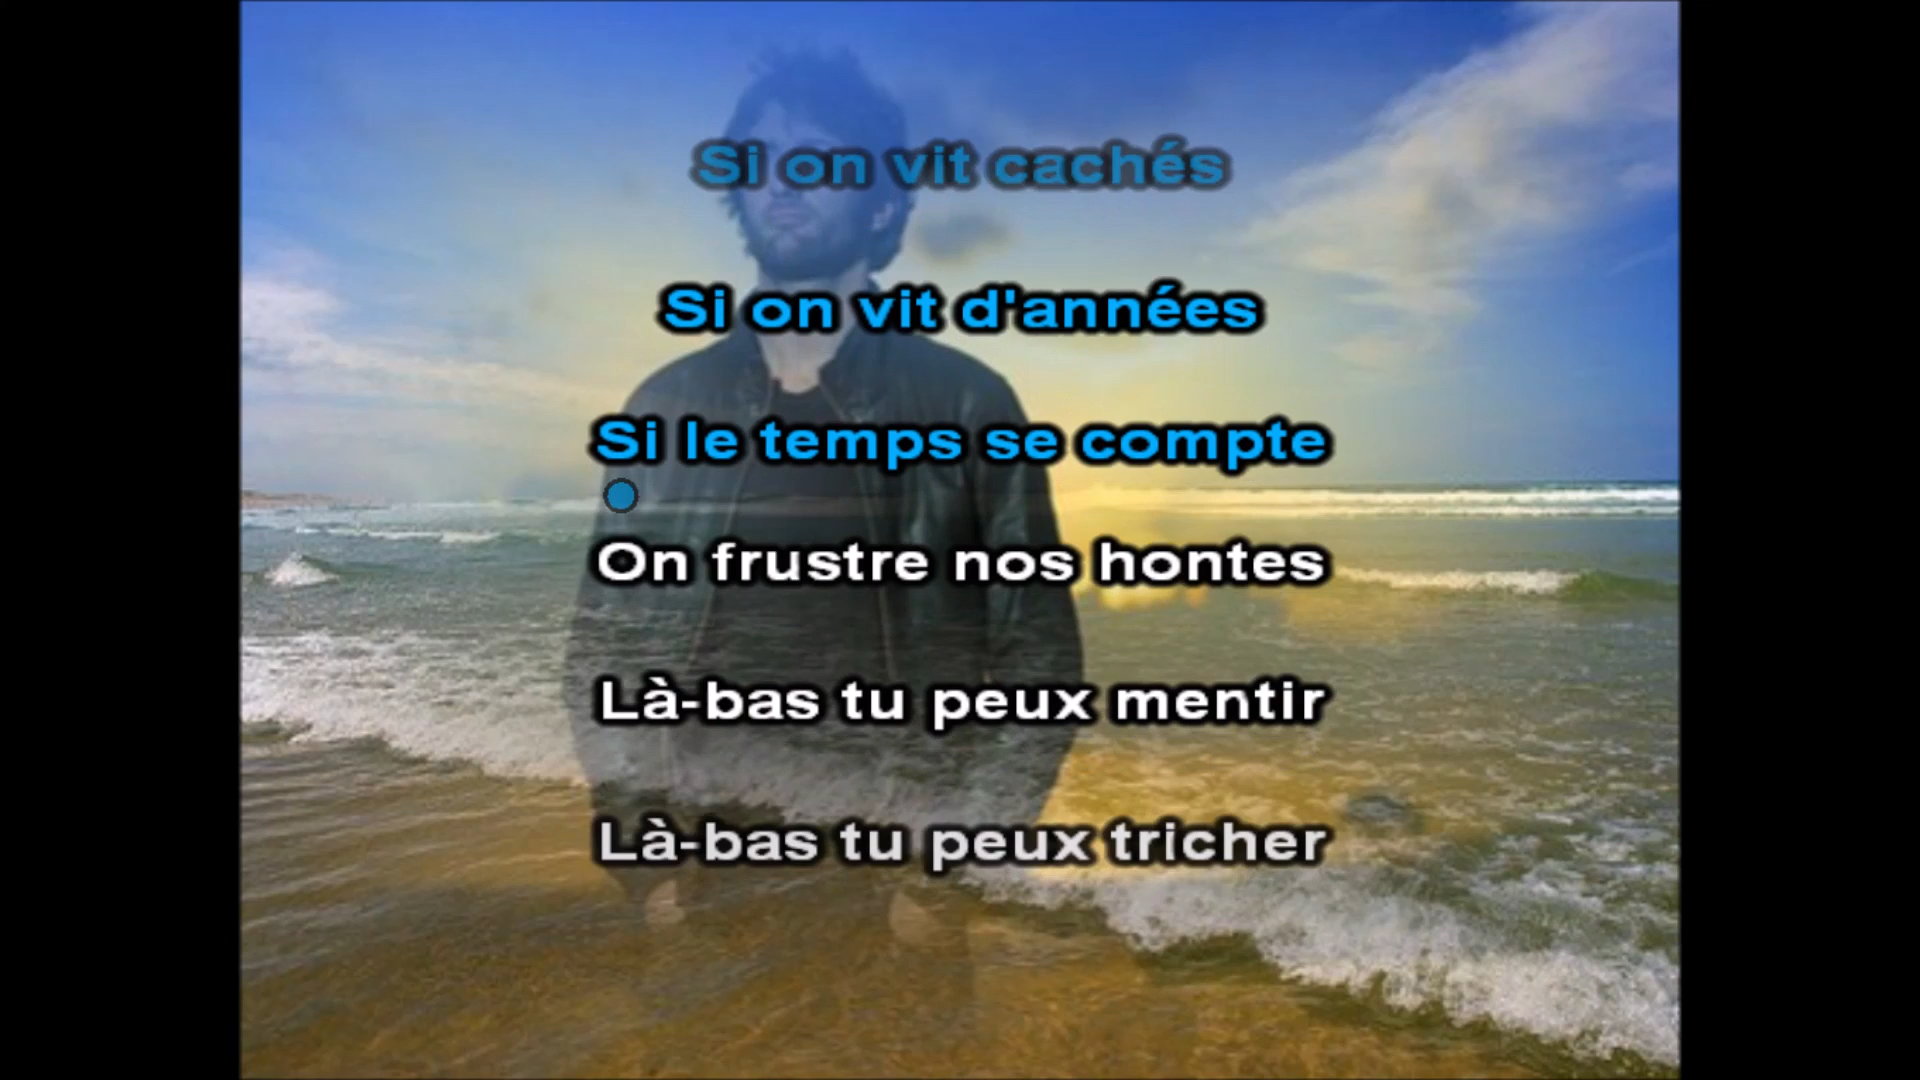 Si on vit cachés
Si on vit d'années
Si le temps se compte
On frustre nos hontes
Là-bas tu peux mentir
Là-bas tu peux tricher